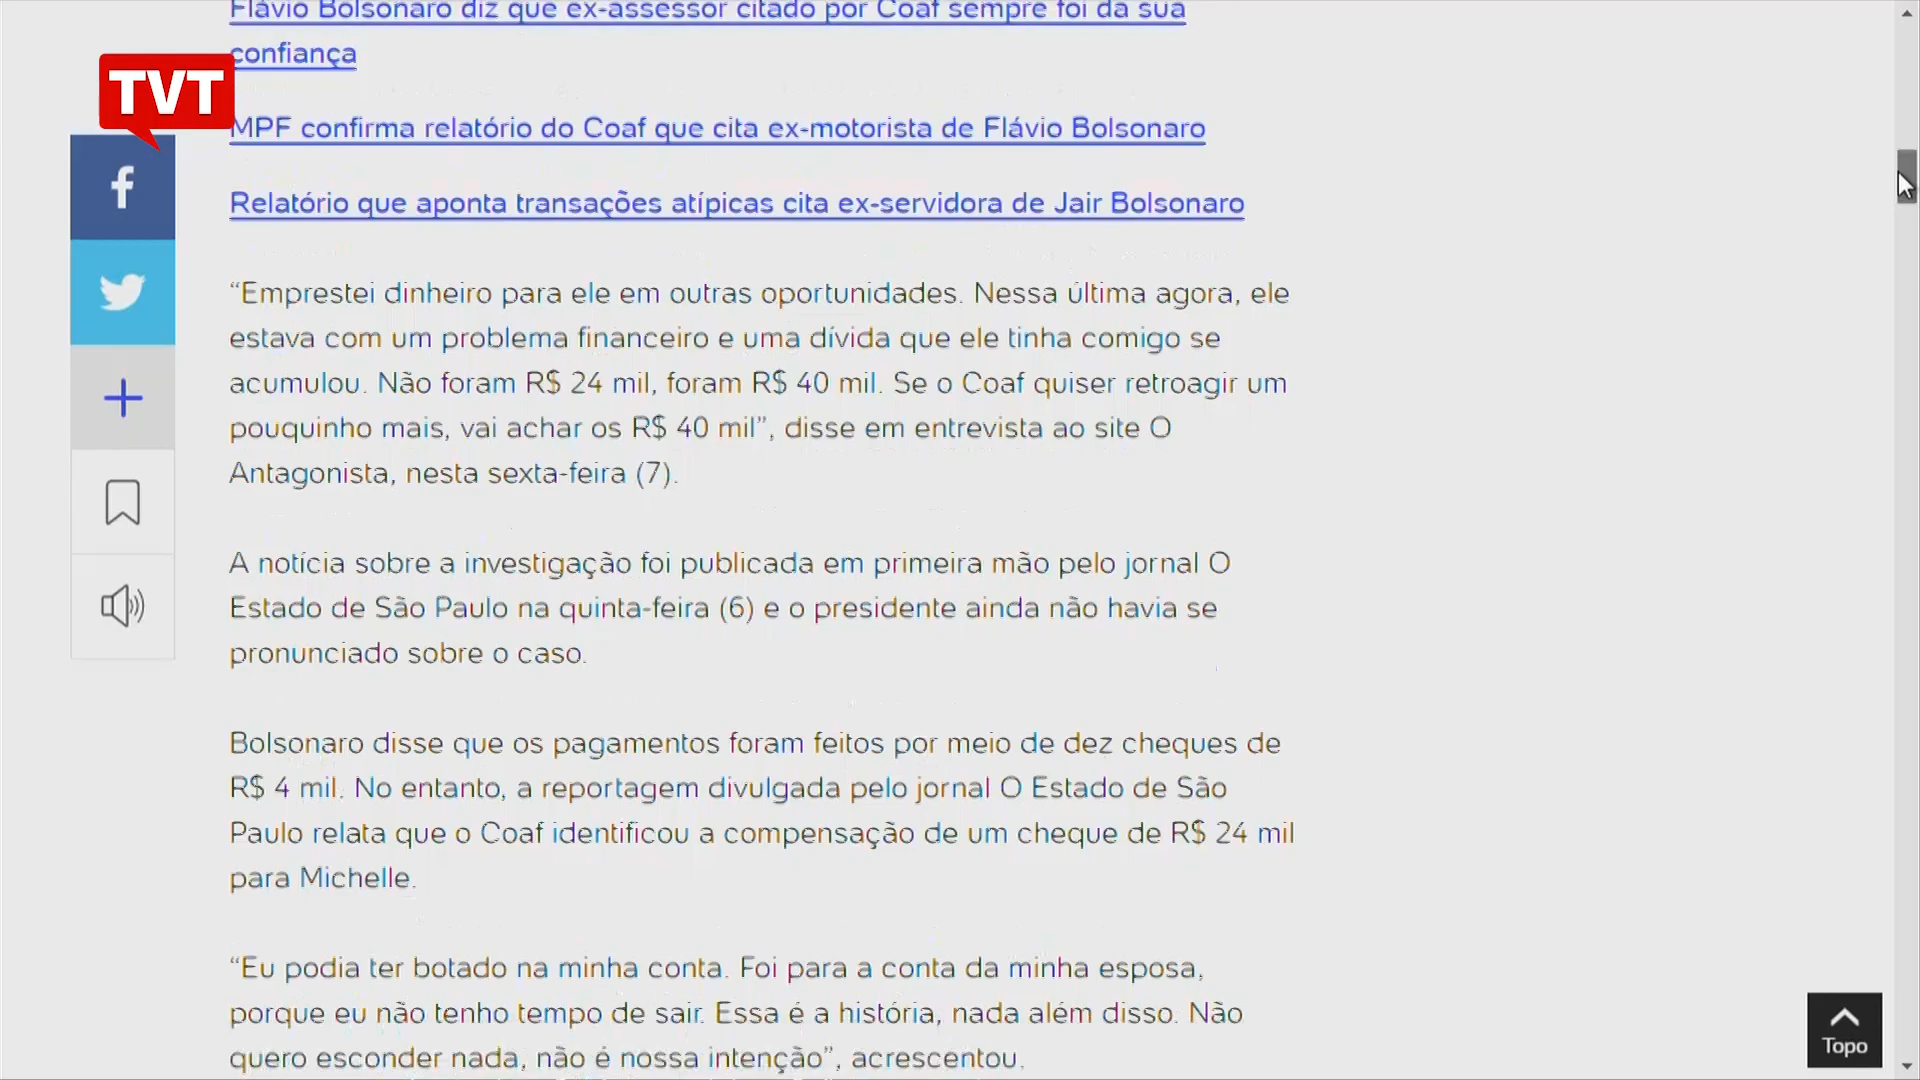 Flávio Bolsonaro diz que ex-assessor citado por Coaf sempre foi da sua
confiança
TVT
MPF confirma relatório do Coaf que cita ex-motorista de Flávio Bolsonaro
Relatório que aponta transações atípicas cita ex-servidora de Jair Bolsonaro
“Emprestei dinheiro para ele em outras oportunidades. Nessa última agora, ele
estava com um problema financeiro e uma dívida que ele tinha comigo se
acumulou. Não foram R$ 24 mil, foram R$ 40 mil. Se o Coaf quiser retroagir um
pouquinho mais, vai achar os R$ 40 mil”, disse em entrevista ao site O
Antagonista, nesta sexta-feira (7).
A notícia sobre a investigação foi publicada em primeira mão pelo jornal O
Estado de São Paulo na quinta-feira (6) e o presidente ainda não havia se
pronunciado sobre o caso.
Bolsonaro disse que os pagamentos foram feitos por meio de dez cheques de
R$ 4 mil. No entanto, a reportagem divulgada pelo jornal O Estado de São
Paulo relata que o Coaf identificou a compensação de um cheque de R$ 24 mil
para Michelle.
“Eu podia ter botado na minha conta. Foi para a conta da minha esposa,
porque eu não tenho tempo de sair. Essa é a história, nada além disso. Não
quero esconder nada, não é nossa intenção”, acrescentou.
Topo